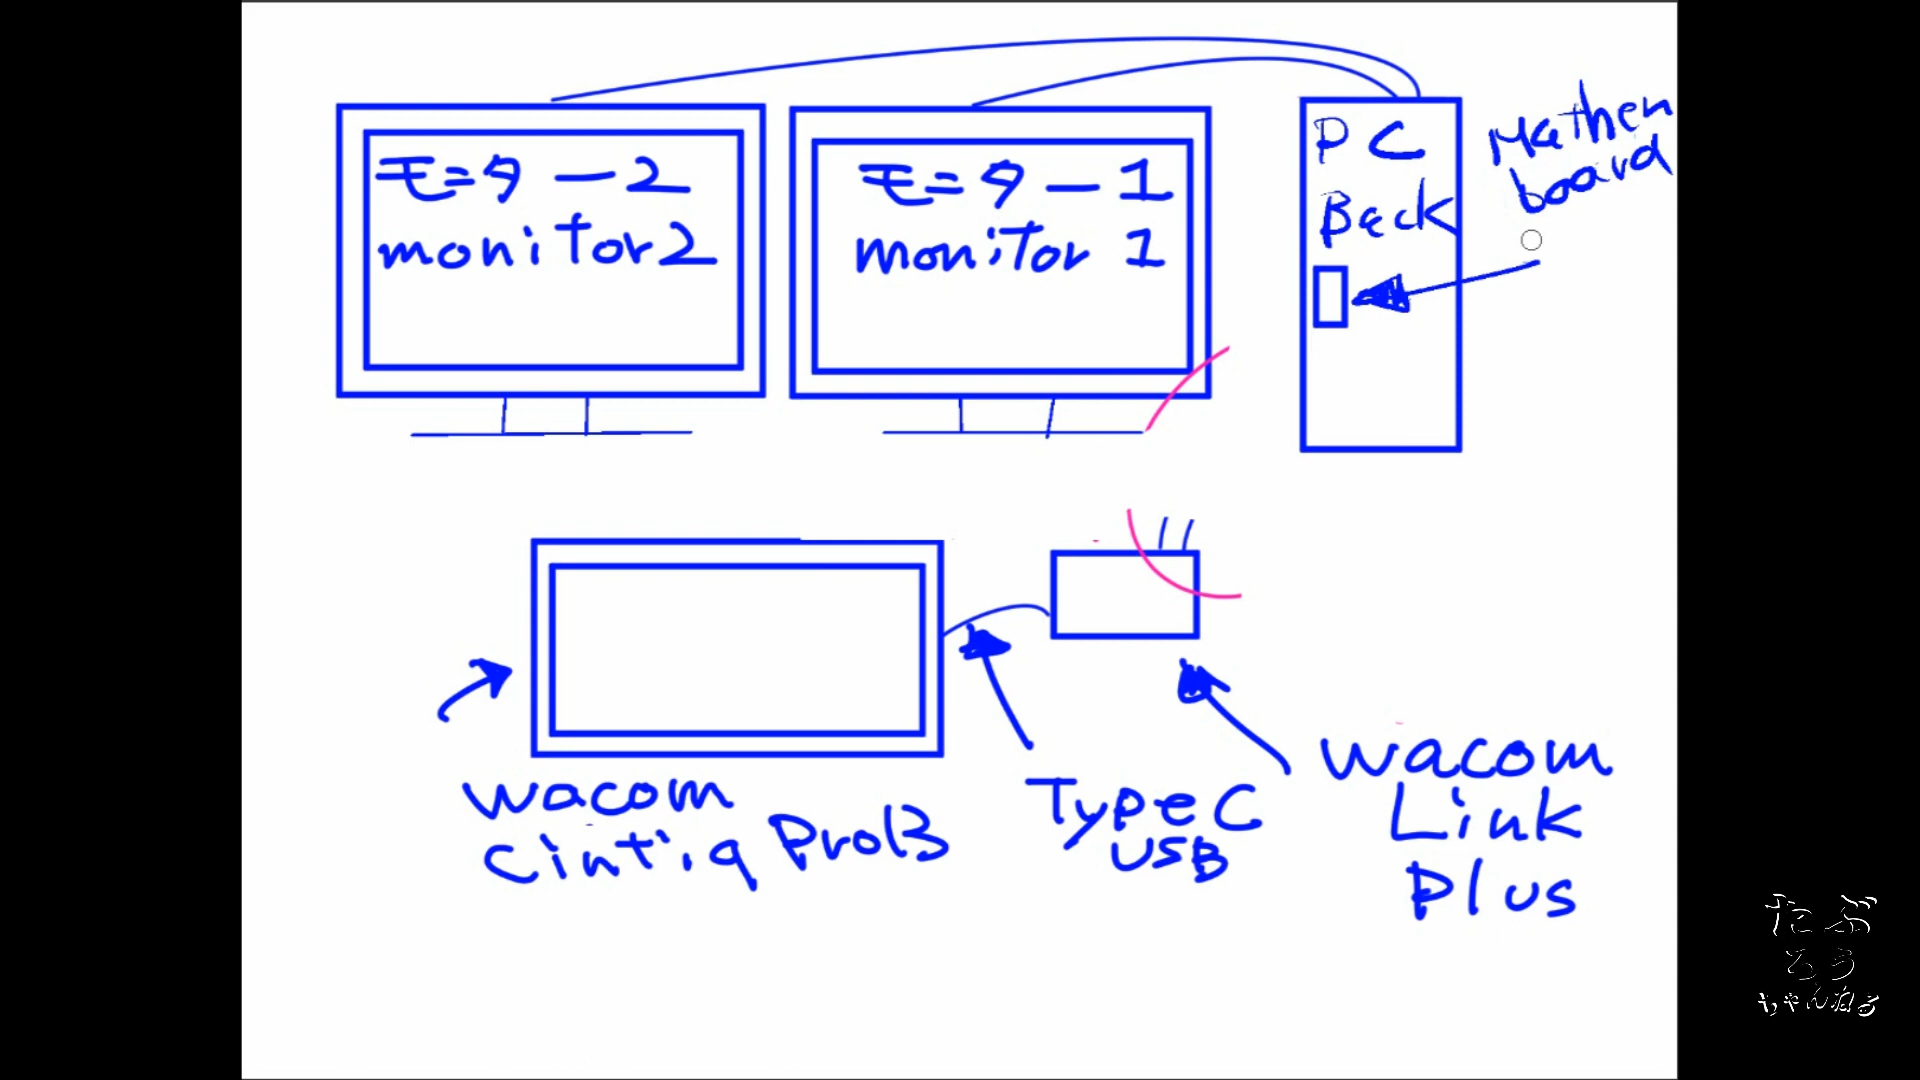 モニター2
monitor2
モニター1
monitor 1
PC
Back
Mather
board
wacom
cintiq Pro13
Type C
USB
wacom
Link
Plus
たぶ
ろう
ちゃんねる